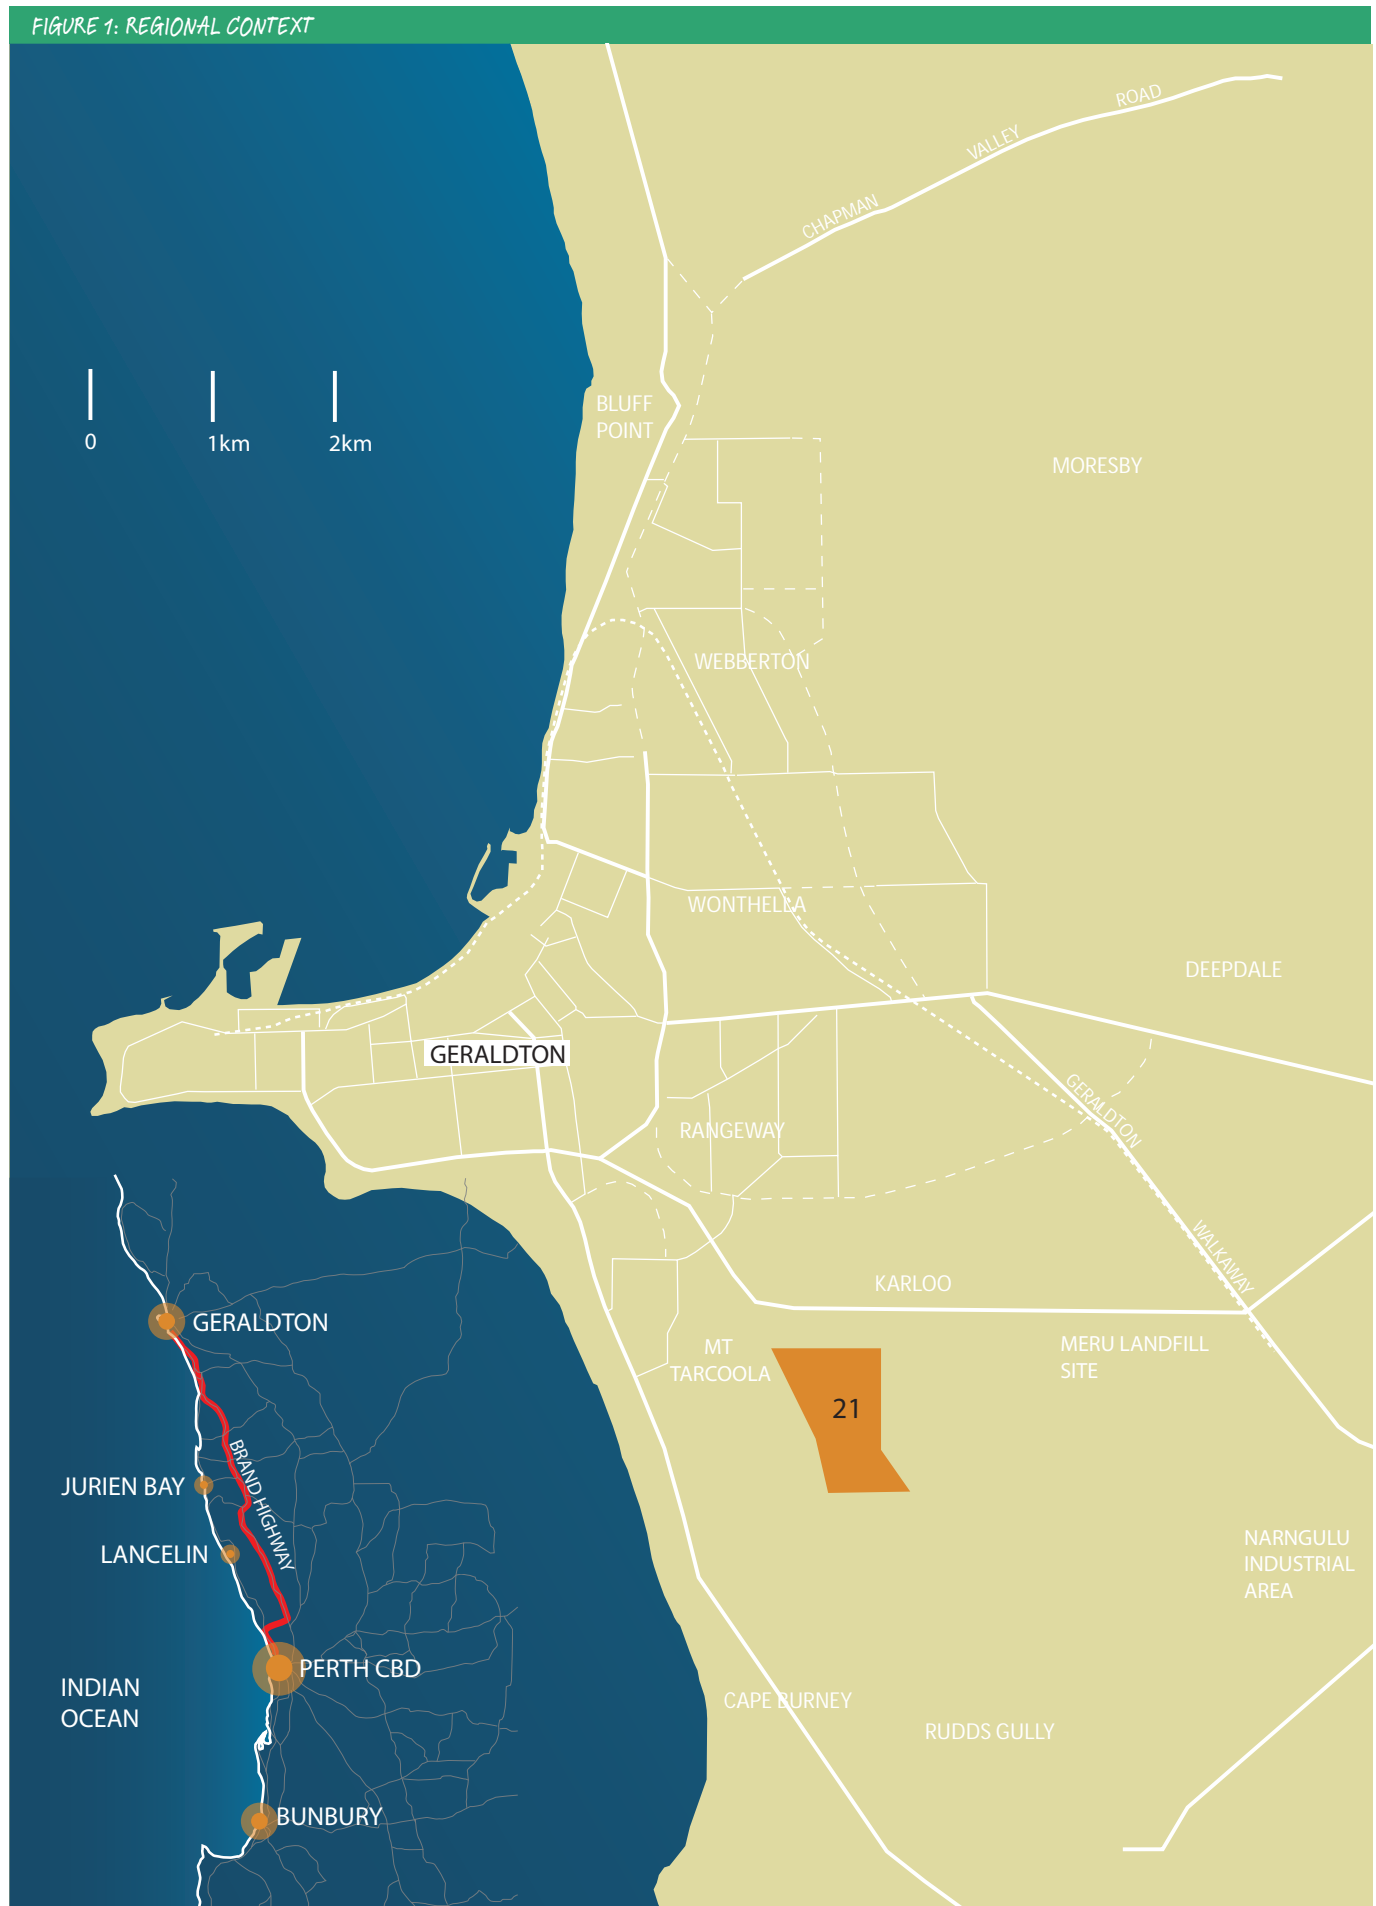 FIGURE 1: REGIONAL CONTEXT
CHAPMAN
VALLEY
ROAD
0
1km
2km
BLUFF
POINT
MORESBY
WEBBERTON
WONTHELLA
DEEPDALE
GERALDTON
RANGEWAY
GERALDTON
WALKAWAY
KARLOO
MT
TARCOOLA
MERU LANDFILL
SITE
21
NARNGULU
INDUSTRIAL
AREA
CAPE BURNEY
RUDDS GULLY
GERALDTON
BRAND HIGHWAY
JURIEN BAY
LANCELIN
PERTH CBD
INDIAN
OCEAN
BUNBURY